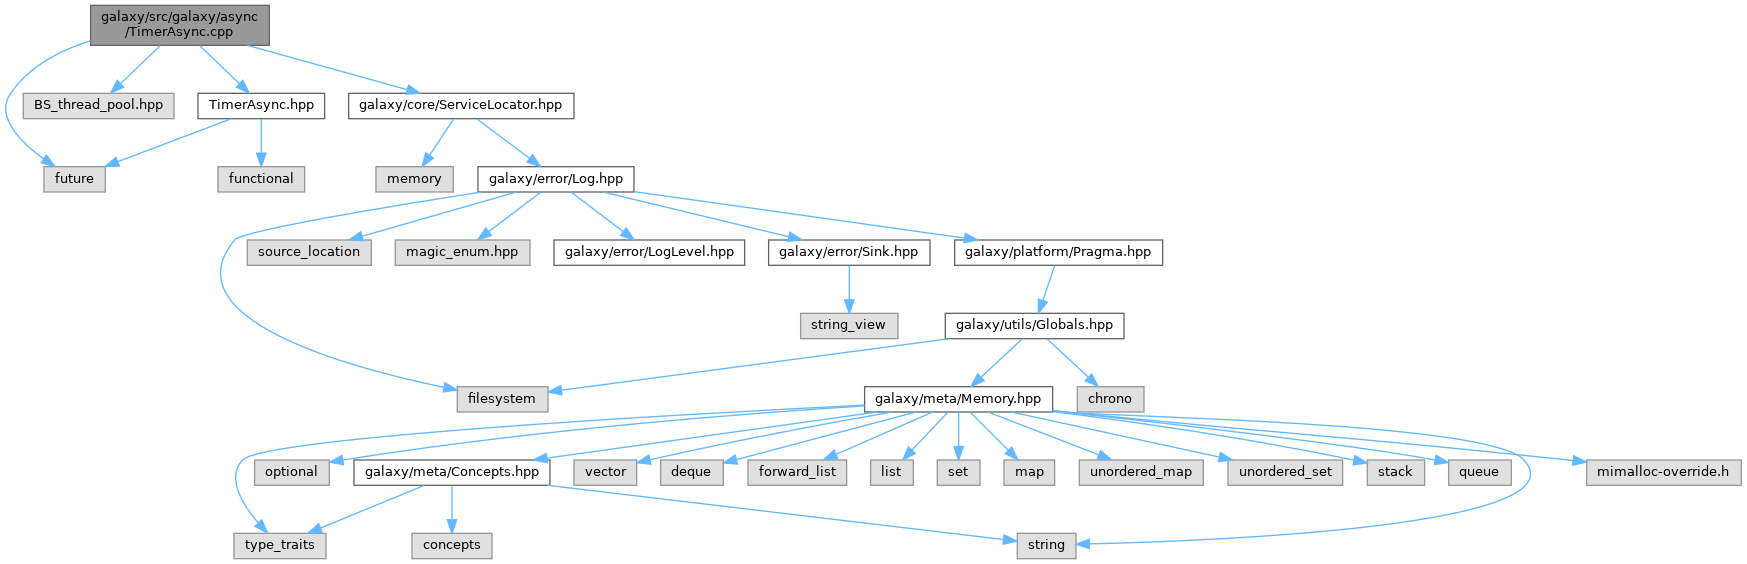 galaxy/src/galaxy/async
/TimerAsync.cpp
BS_thread_pool.hpp
TimerAsync.hpp
galaxy/core/ServiceLocator.hpp
future
functional
memory
galaxy/error/Log.hpp
source_location
magic_enum.hpp
galaxy/error/LogLevel.hpp
galaxy/error/Sink.hpp
galaxy/platform/Pragma.hpp
string_view
galaxy/utils/Globals.hpp
filesystem
galaxy/meta/Memory.hpp
chrono
optional
galaxy/meta/Concepts.hpp
vector
deque
forward_list
list
set
map
unordered_map
unordered_set
stack
queue
mimalloc-override.h
type_traits
concepts
string